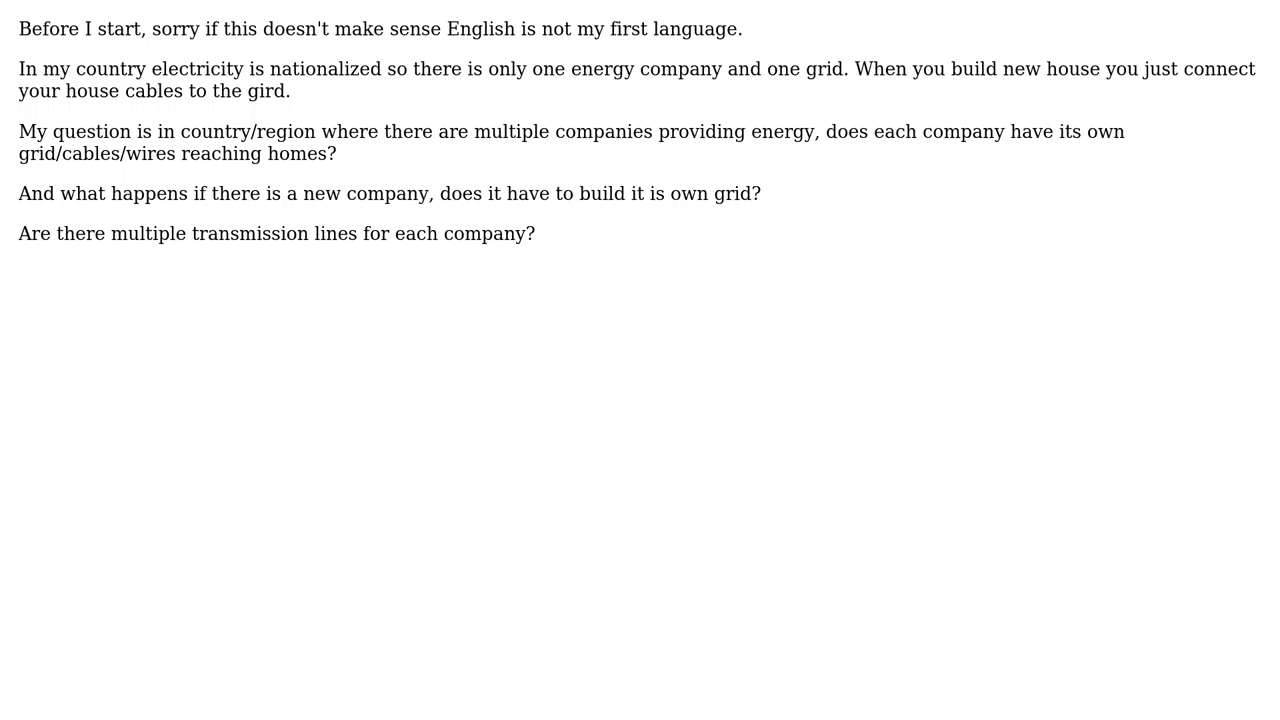 Before I start, sorry if this doesn't make sense English is not my first language.
In my country electricity is nationalized so there is only one energy company and one grid. When you build new house you just connect
your house cables to the gird.
My question is in country/region where there are multiple companies providing energy, does each company have its own
grid/cables/wires reaching homes?
And what happens if there is a new company, does it have to build it is own grid?
Are there multiple transmission lines for each company?